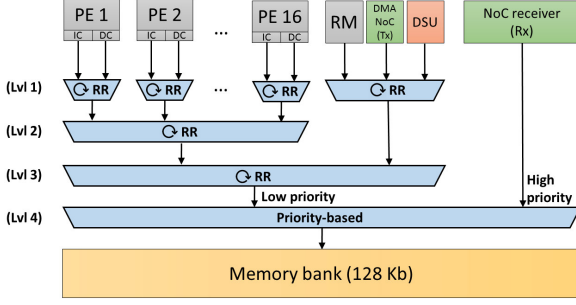 PE 1
IC DC
PE 2
IC DC
...
PE 16
IC DC
RM
DMA
NoC
(Tx)
DSU
NoC receiver
(Rx)
(Lvl 1)
RR
RR
...
RR
RR
(Lvl 2)
RR
(Lvl 3)
RR
Low priority
High
priority
(Lvl 4)
Priority-based
Memory bank (128 Kb)